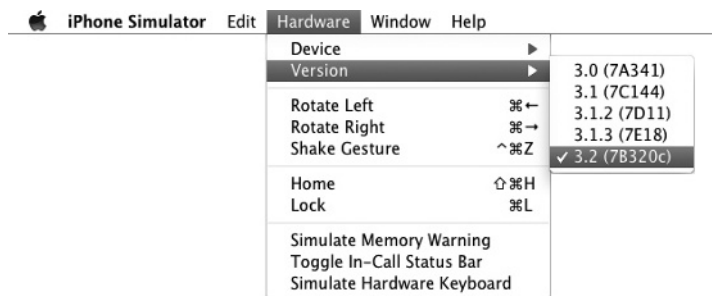 iPhone Simulator Edit Hardware Window Help
Device
Version
3.0 (7A341)
3.1 (7C144)
3.1.2 (7D11)
3.1.3 (7E18)
✓ 3.2 (7B320c)
Rotate Left ⌘←
Rotate Right ⌘→
Shake Gesture ^⌘Z
Home ⇧⌘H
Lock ⌘L
Simulate Memory Warning
Toggle In-Call Status Bar
Simulate Hardware Keyboard